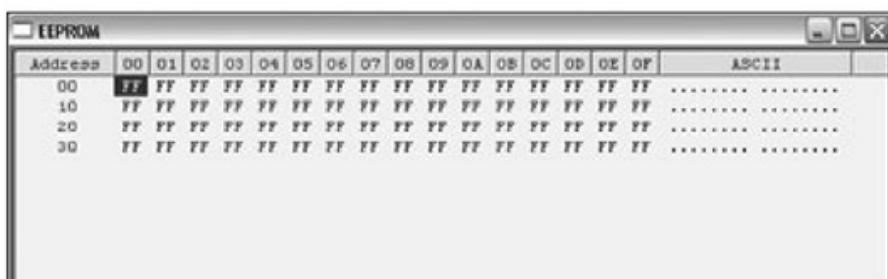 EEPROM
Address 00 01 02 03 04 05 06 07 08 09 0A 0B 0C 0D 0E 0F ASCII
00 FF FF FF FF FF FF FF FF FF FF FF FF FF FF FF FF ........ ........
10 FF FF FF FF FF FF FF FF FF FF FF FF FF FF FF FF ........ ........
20 FF FF FF FF FF FF FF FF FF FF FF FF FF FF FF FF ........ ........
30 FF FF FF FF FF FF FF FF FF FF FF FF FF FF FF FF ........ ........